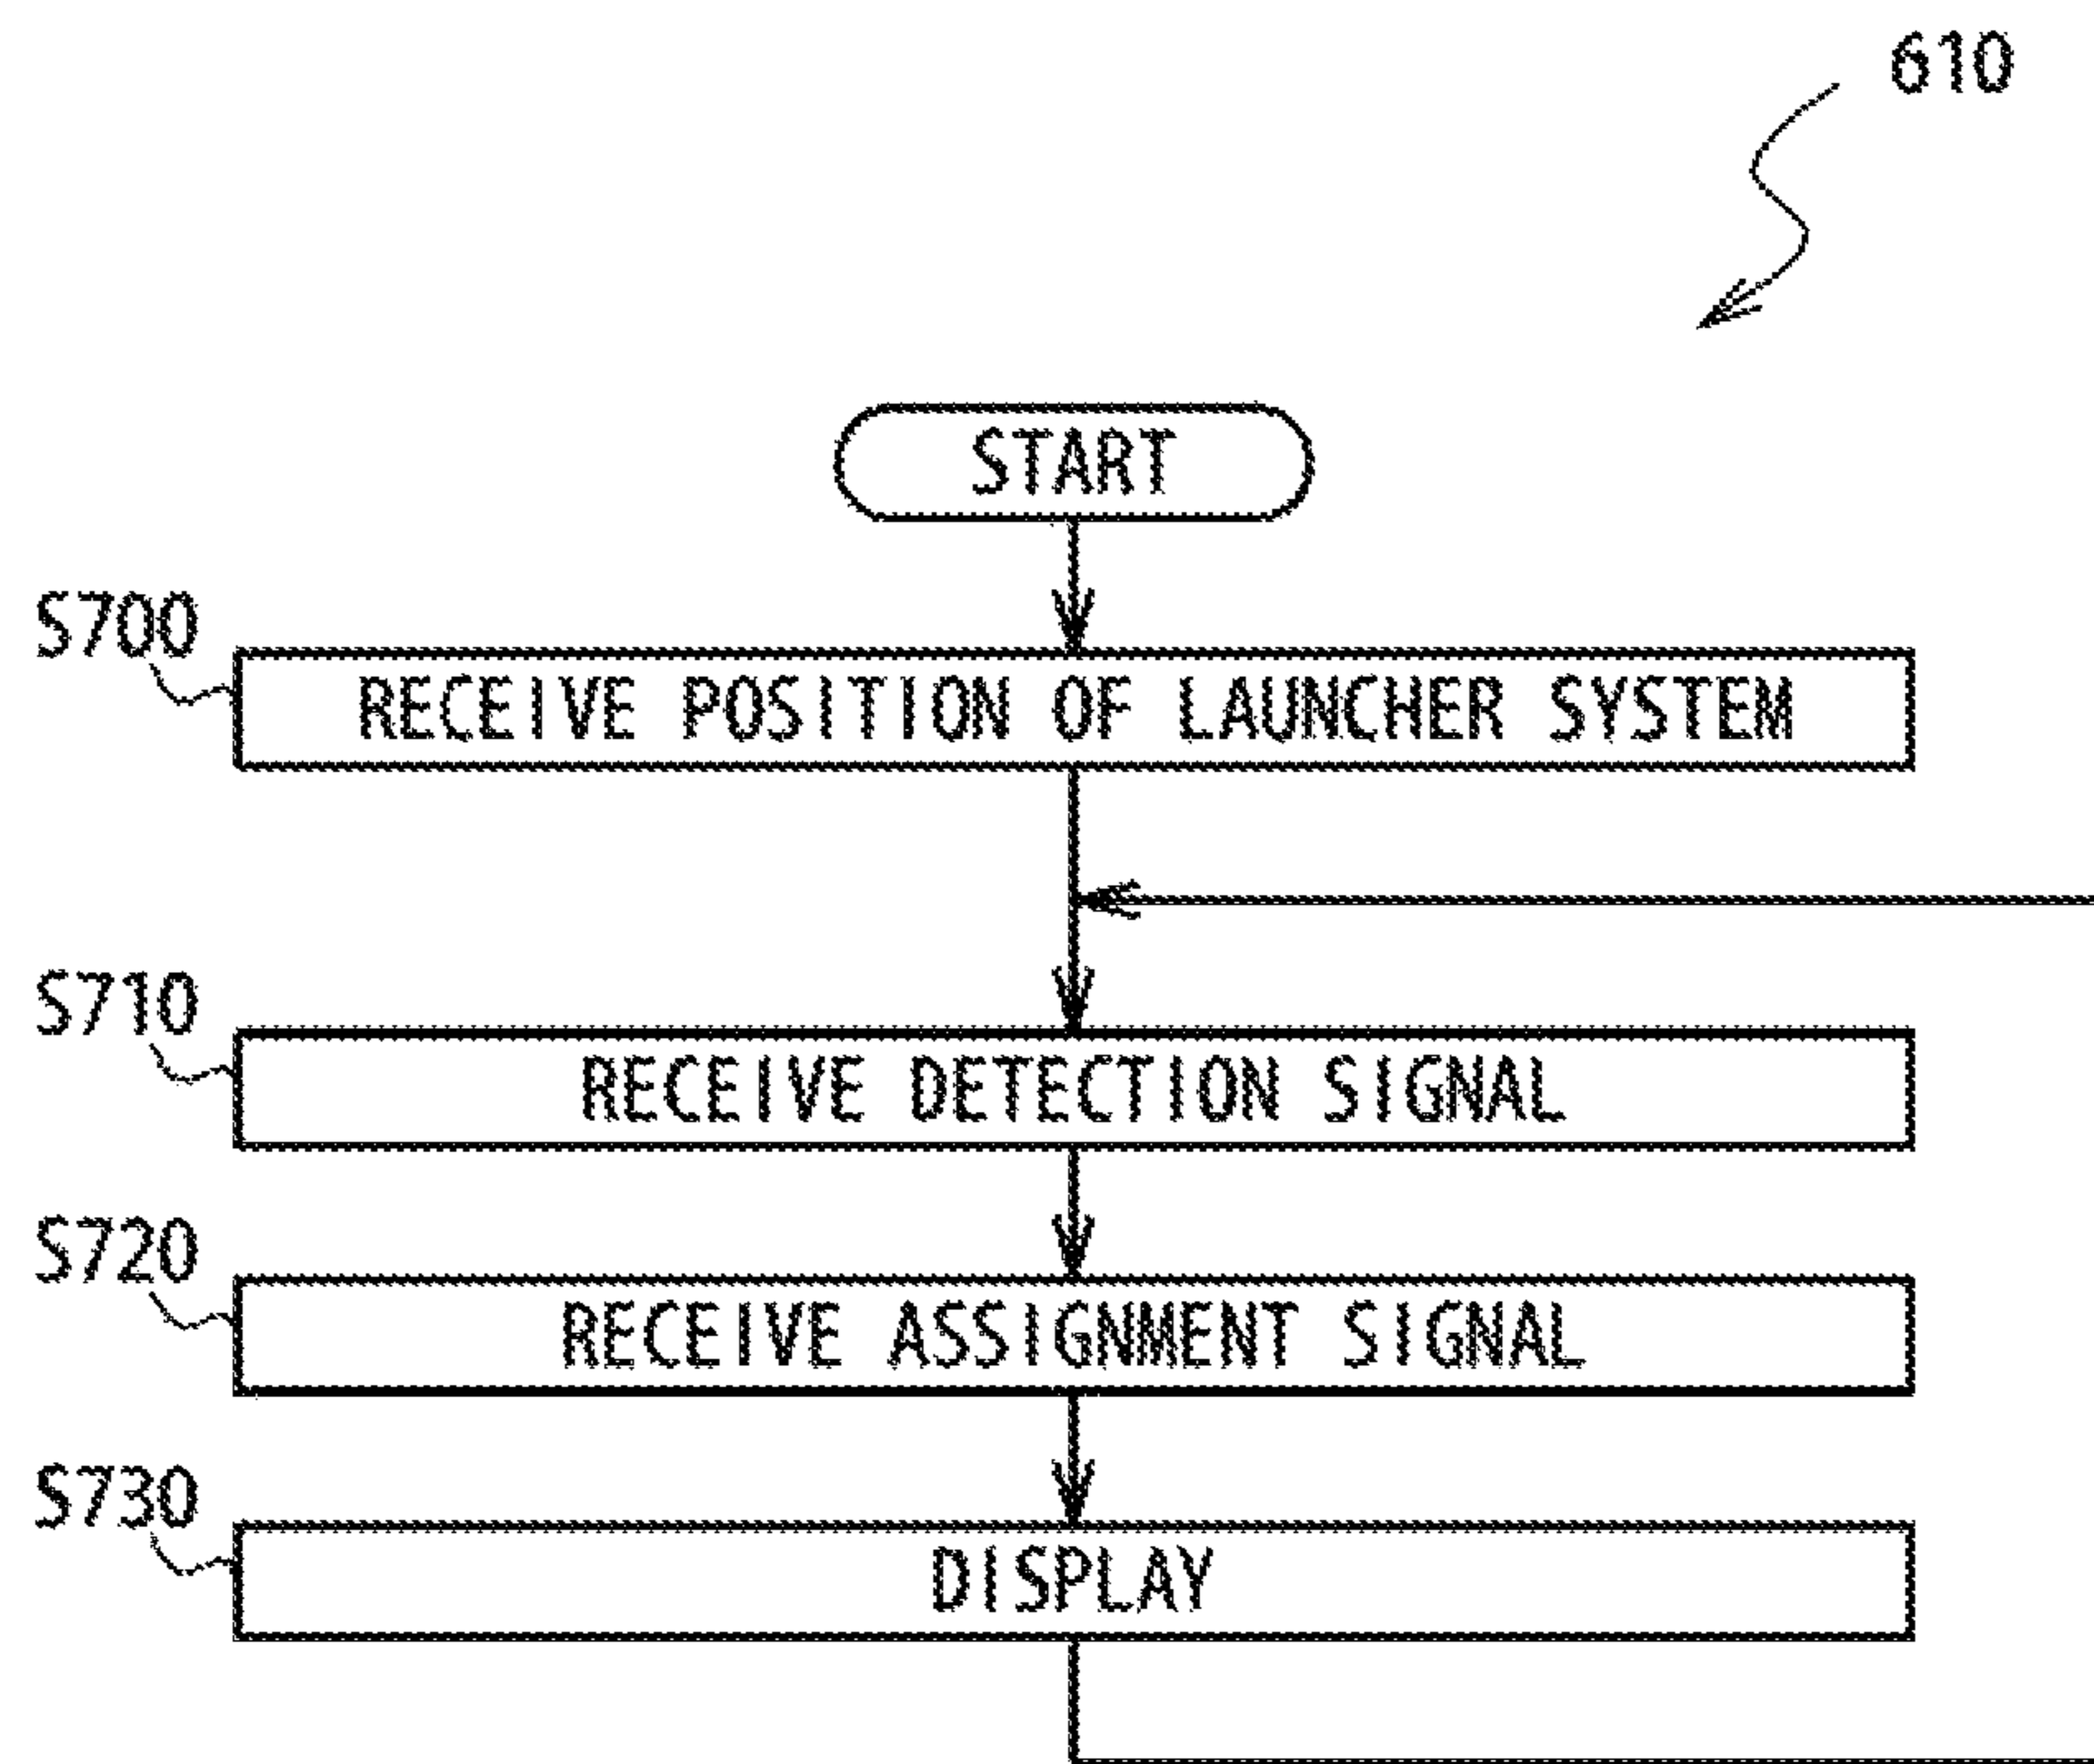 610
START
S700
RECEIVE POSITION OF LAUNCHER SYSTEM
S710
RECEIVE DETECTION SIGNAL
S720
RECEIVE ASSIGNMENT SIGNAL
S730
DISPLAY